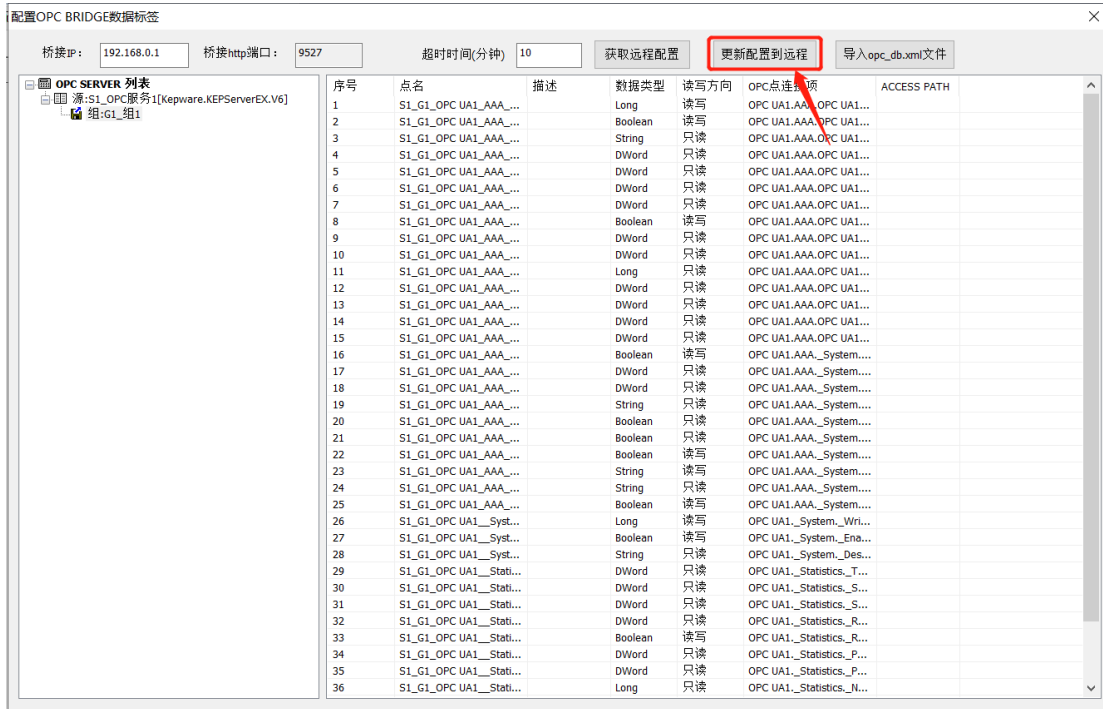 配置OPC BRIDGE数据标签
桥接IP： 192.168.0.1 桥接http端口： 9527 超时时间(分钟) 10 获取远程配置 更新配置到远程 导入opc_db.xml文件
OPC SERVER 列表
源:S1_OPC服务1[Kepware.KEPServerEX.V6]
组:G1_组1
序号 点名 描述 数据类型 读写方向 OPC点连接项 ACCESS PATH
1 S1_G1_OPC UA1_AAA_... Long 读写 OPC UA1.AAA.OPC UA1...
2 S1_G1_OPC UA1_AAA_... Boolean 读写 OPC UA1.AAA.OPC UA1...
3 S1_G1_OPC UA1_AAA_... String 只读 OPC UA1.AAA.OPC UA1...
4 S1_G1_OPC UA1_AAA_... DWord 只读 OPC UA1.AAA.OPC UA1...
5 S1_G1_OPC UA1_AAA_... DWord 只读 OPC UA1.AAA.OPC UA1...
6 S1_G1_OPC UA1_AAA_... DWord 只读 OPC UA1.AAA.OPC UA1...
7 S1_G1_OPC UA1_AAA_... DWord 只读 OPC UA1.AAA.OPC UA1...
8 S1_G1_OPC UA1_AAA_... Boolean 读写 OPC UA1.AAA.OPC UA1...
9 S1_G1_OPC UA1_AAA_... DWord 只读 OPC UA1.AAA.OPC UA1...
10 S1_G1_OPC UA1_AAA_... DWord 只读 OPC UA1.AAA.OPC UA1...
11 S1_G1_OPC UA1_AAA_... Long 只读 OPC UA1.AAA.OPC UA1...
12 S1_G1_OPC UA1_AAA_... DWord 只读 OPC UA1.AAA.OPC UA1...
13 S1_G1_OPC UA1_AAA_... DWord 只读 OPC UA1.AAA.OPC UA1...
14 S1_G1_OPC UA1_AAA_... DWord 只读 OPC UA1.AAA.OPC UA1...
15 S1_G1_OPC UA1_AAA_... DWord 只读 OPC UA1.AAA.OPC UA1...
16 S1_G1_OPC UA1_AAA_... Boolean 读写 OPC UA1.AAA._System....
17 S1_G1_OPC UA1_AAA_... DWord 只读 OPC UA1.AAA._System....
18 S1_G1_OPC UA1_AAA_... DWord 只读 OPC UA1.AAA._System....
19 S1_G1_OPC UA1_AAA_... String 只读 OPC UA1.AAA._System....
20 S1_G1_OPC UA1_AAA_... Boolean 只读 OPC UA1.AAA._System....
21 S1_G1_OPC UA1_AAA_... Boolean 只读 OPC UA1.AAA._System....
22 S1_G1_OPC UA1_AAA_... Boolean 读写 OPC UA1.AAA._System....
23 S1_G1_OPC UA1_AAA_... String 读写 OPC UA1.AAA._System....
24 S1_G1_OPC UA1_AAA_... String 只读 OPC UA1.AAA._System....
25 S1_G1_OPC UA1_AAA_... Boolean 读写 OPC UA1.AAA._System....
26 S1_G1_OPC UA1__Syst... Long 读写 OPC UA1._System._Wri...
27 S1_G1_OPC UA1__Syst... Boolean 读写 OPC UA1._System._Ena...
28 S1_G1_OPC UA1__Syst... String 只读 OPC UA1._System._Des...
29 S1_G1_OPC UA1__Stati... DWord 只读 OPC UA1._Statistics._T...
30 S1_G1_OPC UA1__Stati... DWord 只读 OPC UA1._Statistics._S...
31 S1_G1_OPC UA1__Stati... DWord 只读 OPC UA1._Statistics._S...
32 S1_G1_OPC UA1__Stati... DWord 只读 OPC UA1._Statistics._R...
33 S1_G1_OPC UA1__Stati... Boolean 读写 OPC UA1._Statistics._R...
34 S1_G1_OPC UA1__Stati... DWord 只读 OPC UA1._Statistics._P...
35 S1_G1_OPC UA1__Stati... DWord 只读 OPC UA1._Statistics._P...
36 S1_G1_OPC UA1__Stati... Long 只读 OPC UA1._Statistics._N...